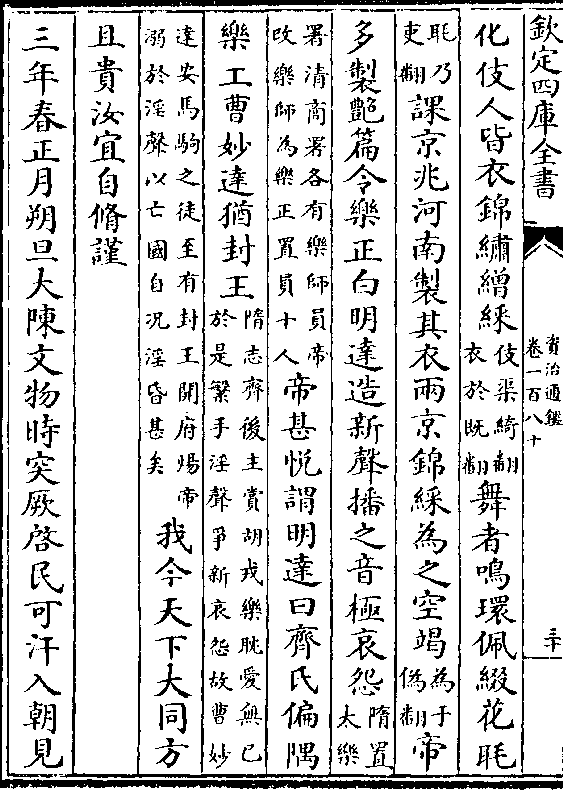 欽定四庫全書 資治通鑑卷一百八十 三十
化伎人皆衣錦繡繒綵伎渠綺翻衣於既翻舞者鳴環佩綴花毦
毦乃吏翻課京兆河南製其衣兩京錦綵為之空竭為于偽翻帝
多製艶篇令樂正白明達造新聲播之音極哀怨隋置太樂
署清商署各有樂師員帝改樂師為樂正置員十人帝甚悦謂明達曰齊氏偏隅
樂工曹妙達猶封王隋志齊後主賞胡戎樂耽愛無已於是繁手淫聲爭新哀怨故曹妙
達安馬駒之徒至有封王開府煬帝溺於淫聲以亡國自况淫昏甚矣我今天下大同方
且貴汝宜自脩謹
三年春正月朔旦大陳文物時突厥啓民可汗入朝見